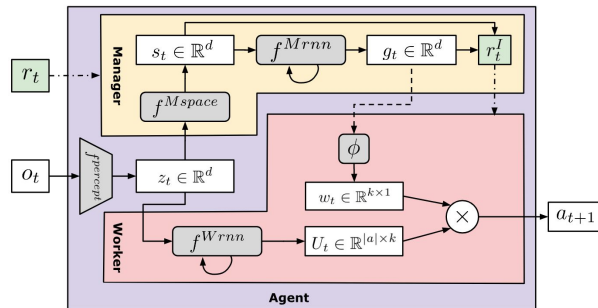 s_t ∈ ℝ^d
f^{Mrnn}
g_t ∈ ℝ^d
r_t^I
Manager
r_t
f^{Mspace}
ϕ
o_t
f^{percept}
z_t ∈ ℝ^d
w_t ∈ ℝ^{k×1}
×
a_{t+1}
Worker
f^{Wrnn}
U_t ∈ ℝ^{|a|×k}
Agent